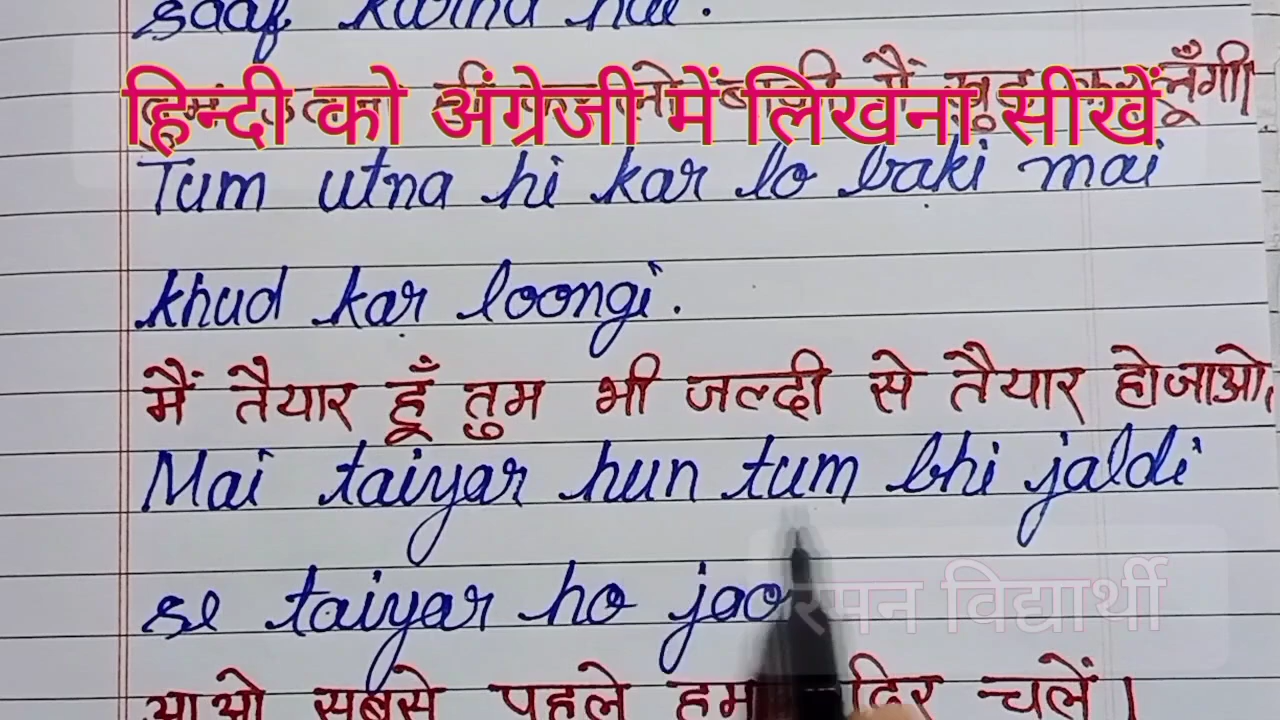 saaf karna hai.
हिन्दी को अंग्रेजी में लिखना सीखें
Tum utna hi kar lo baki mai
khud kar loongi.
मैं तैयार हूँ तुम भी जल्दी से तैयार होजाओ,
Mai taiyar hun tum bhi jaldi
se taiyar ho jao
विद्यार्थी
आओ सबसे पहले हम चलें।